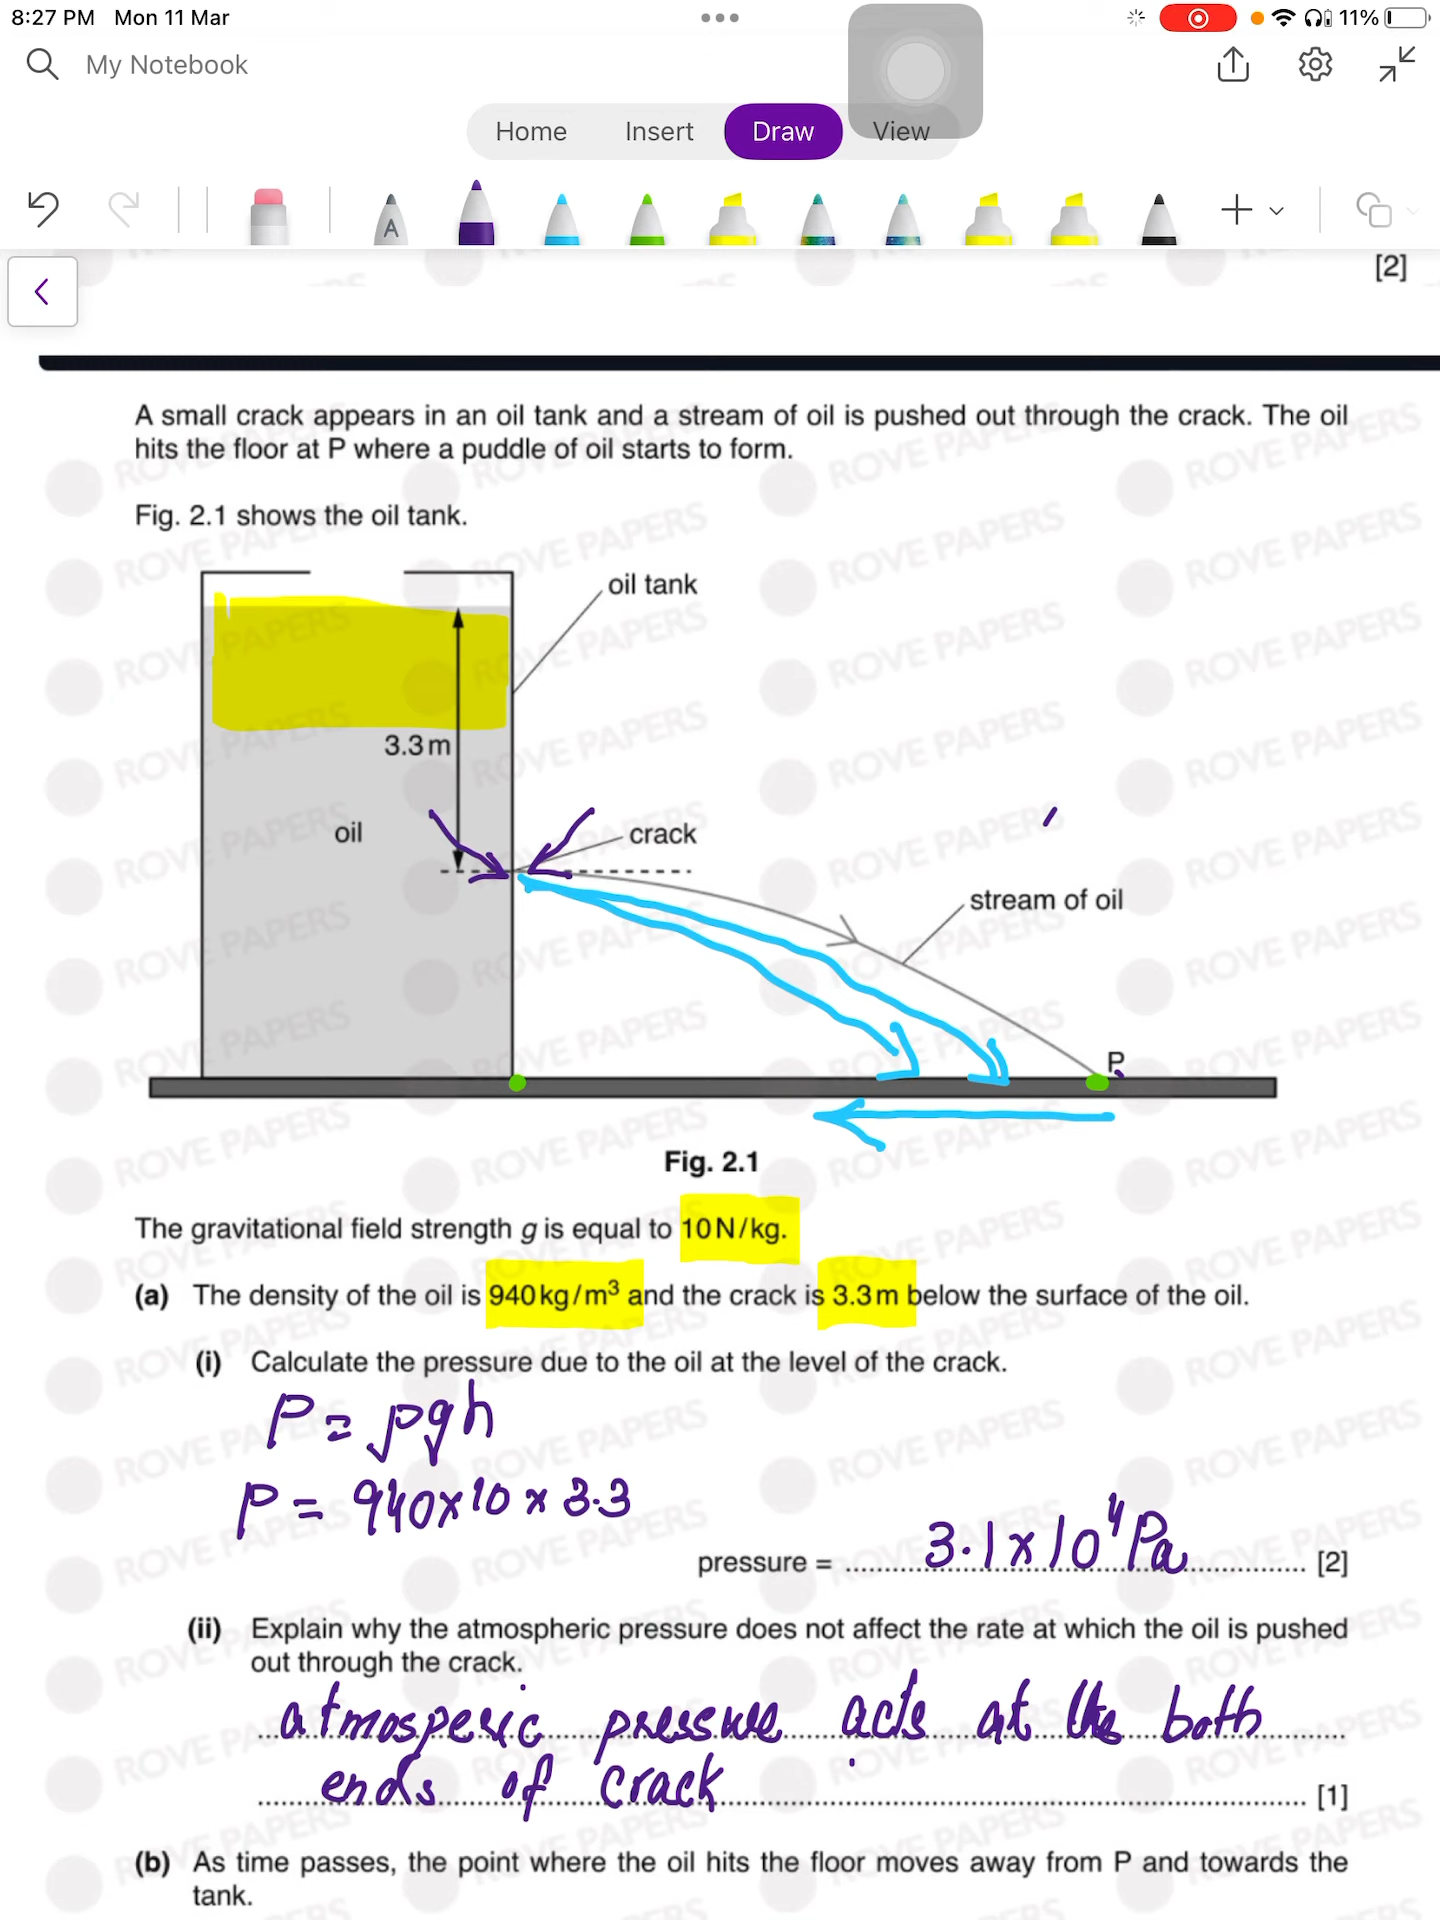 8:27 PM Mon 11 Mar
11%
My Notebook
Home Insert Draw View
A
[2]
A small crack appears in an oil tank and a stream of oil is pushed out through the crack. The oil
hits the floor at P where a puddle of oil starts to form.
Fig. 2.1 shows the oil tank.
oil tank
3.3 m
oil
crack
stream of oil
P
Fig. 2.1
The gravitational field strength g is equal to 10 N/kg.
(a) The density of the oil is 940 kg/m³ and the crack is 3.3 m below the surface of the oil.
(i) Calculate the pressure due to the oil at the level of the crack.
P = ρgh
P = 940×10 × 3.3
pressure = 3.1×10⁴ Pa [2]
(ii) Explain why the atmospheric pressure does not affect the rate at which the oil is pushed
out through the crack.
atmosperic pressure acts at the both
ends of crack [1]
(b) As time passes, the point where the oil hits the floor moves away from P and towards the
tank.
ROVE PAPERS